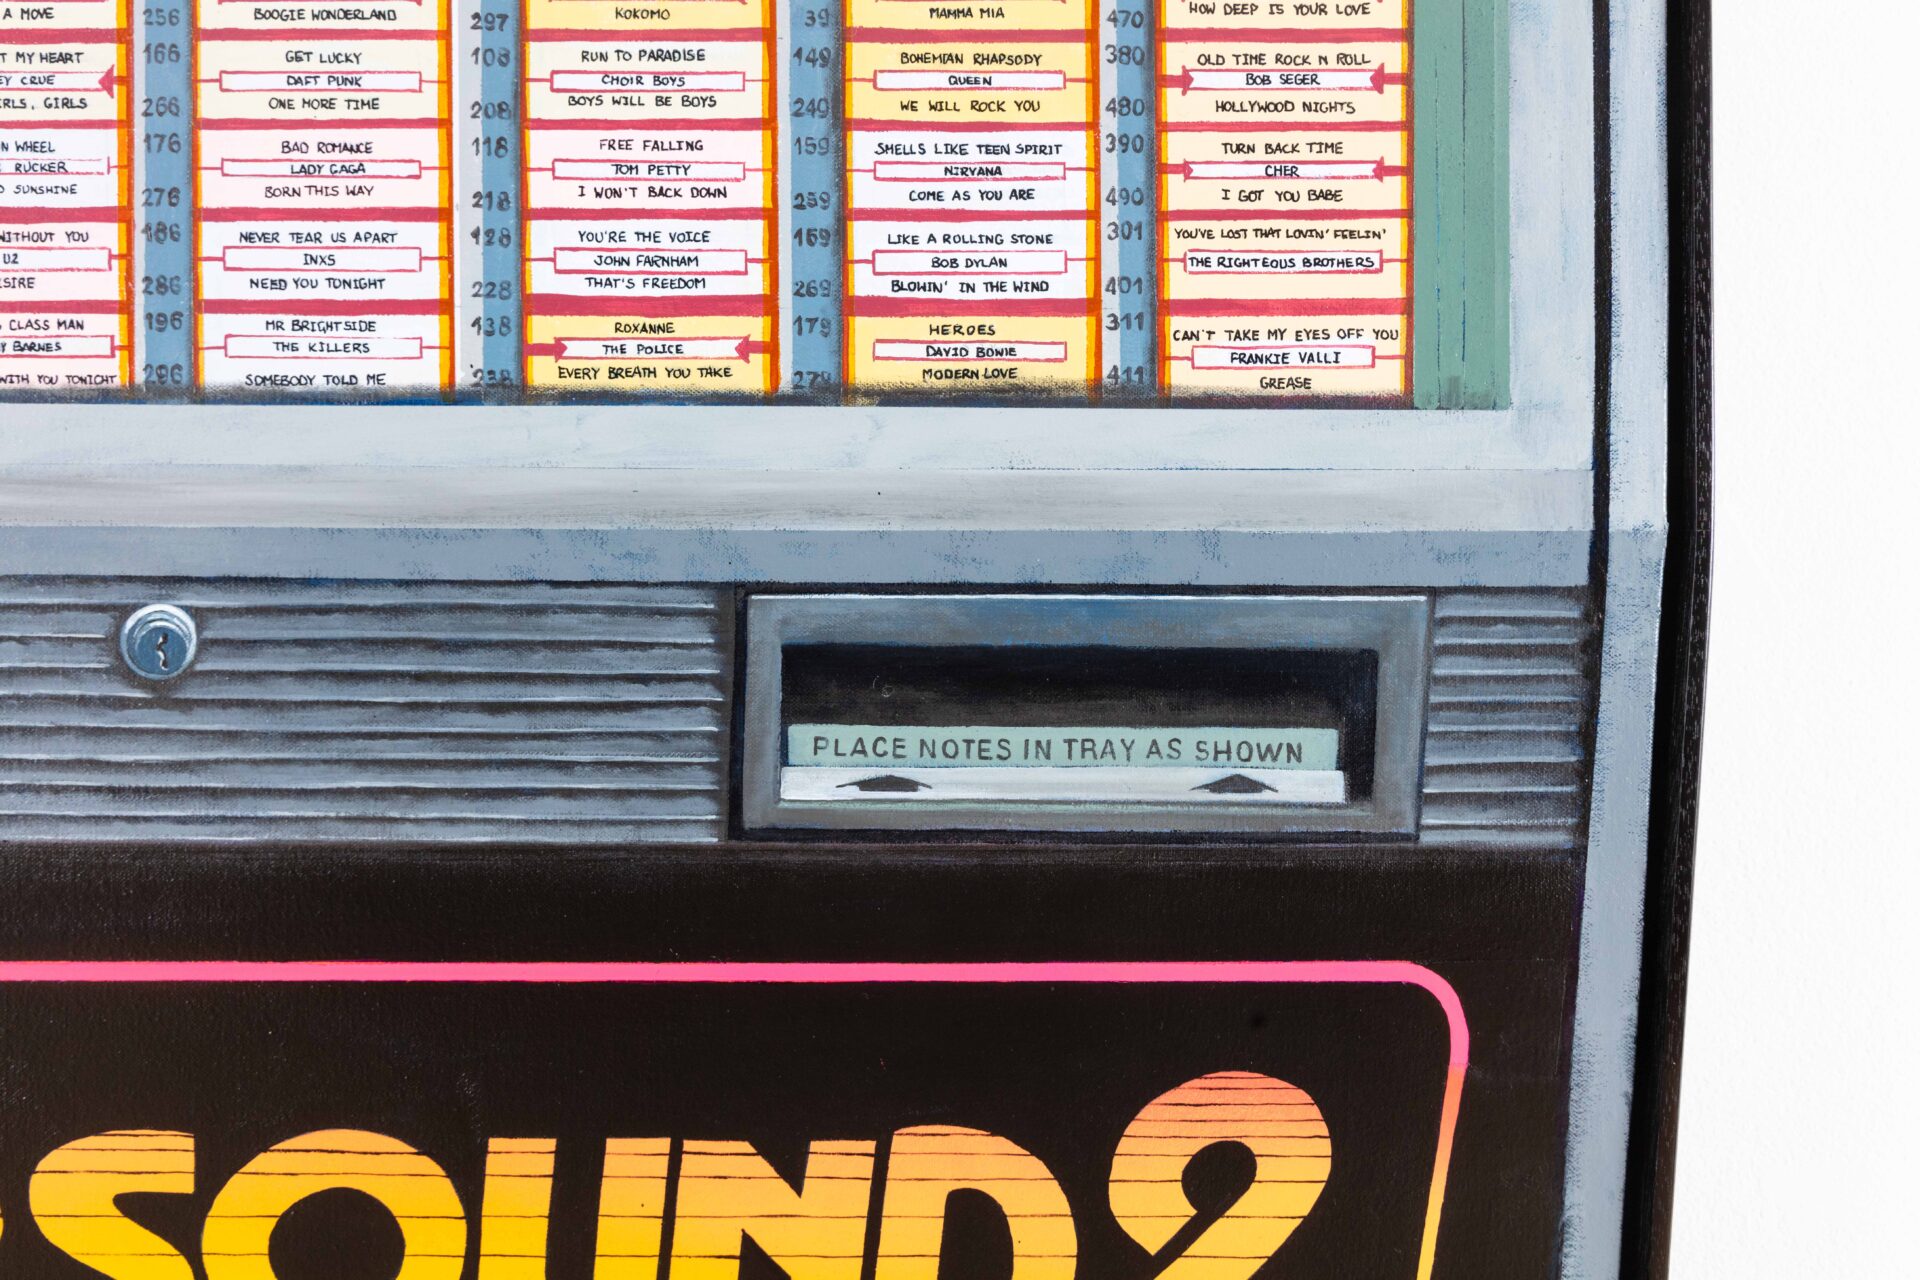 A MOVE
T MY HEART
EY CRUE
RLS, GIRLS
N WHEEL
RUCKER
O SUNSHINE
WITHOUT YOU
U2
SIRE
CLASS MAN
Y BARNES
WITH YOU TONIGHT
256
166
266
176
276
186
286
196
296
BOOGIE WONDERLAND
GET LUCKY
DAFT PUNK
ONE MORE TIME
BAD ROMANCE
LADY GAGA
BORN THIS WAY
NEVER TEAR US APART
INXS
NEED YOU TONIGHT
MR BRIGHTSIDE
THE KILLERS
SOMEBODY TOLD ME
297
108
208
118
218
128
228
138
238
KOKOMO
RUN TO PARADISE
CHOIR BOYS
BOYS WILL BE BOYS
FREE FALLING
TOM PETTY
I WON'T BACK DOWN
YOU'RE THE VOICE
JOHN FARNHAM
THAT'S FREEDOM
ROXANNE
THE POLICE
EVERY BREATH YOU TAKE
39
149
249
159
259
169
269
179
279
MAMMA MIA
BOHEMIAN RHAPSODY
QUEEN
WE WILL ROCK YOU
SMELLS LIKE TEEN SPIRIT
NIRVANA
COME AS YOU ARE
LIKE A ROLLING STONE
BOB DYLAN
BLOWIN' IN THE WIND
HEROES
DAVID BOWIE
MODERN LOVE
470
380
480
390
490
301
401
311
411
HOW DEEP IS YOUR LOVE
OLD TIME ROCK N ROLL
BOB SEGER
HOLLYWOOD NIGHTS
TURN BACK TIME
CHER
I GOT YOU BABE
YOU'VE LOST THAT LOVIN' FEELIN'
THE RIGHTEOUS BROTHERS
CAN'T TAKE MY EYES OFF YOU
FRANKIE VALLI
GREASE
PLACE NOTES IN TRAY AS SHOWN
SOUND 2